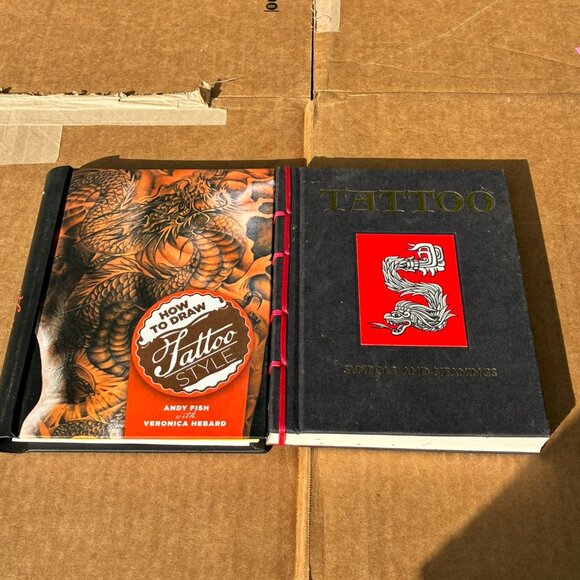 HOW
TO DRAW
Tattoo
STYLE
ANDY FISH
with
VERONICA HEBARD
TATTOO
SYMBOLS AND MEANINGS